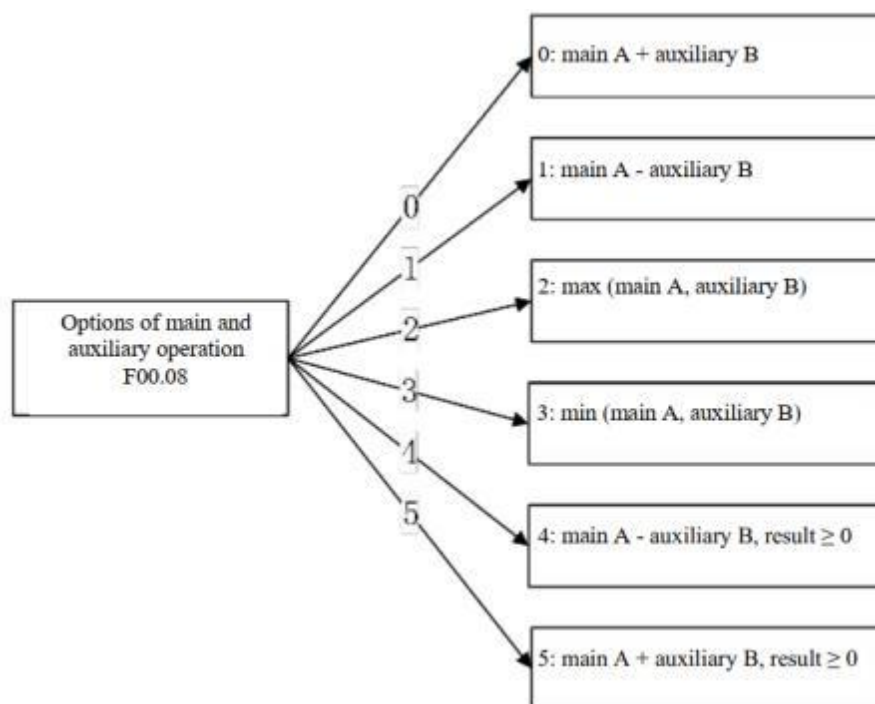 0: main A + auxiliary B
1: main A - auxiliary B
0
1
2: max (main A, auxiliary B)
Options of main and
auxiliary operation
F00.08
2
3
3: min (main A, auxiliary B)
4
5
4: main A - auxiliary B, result ≥ 0
5: main A + auxiliary B, result ≥ 0